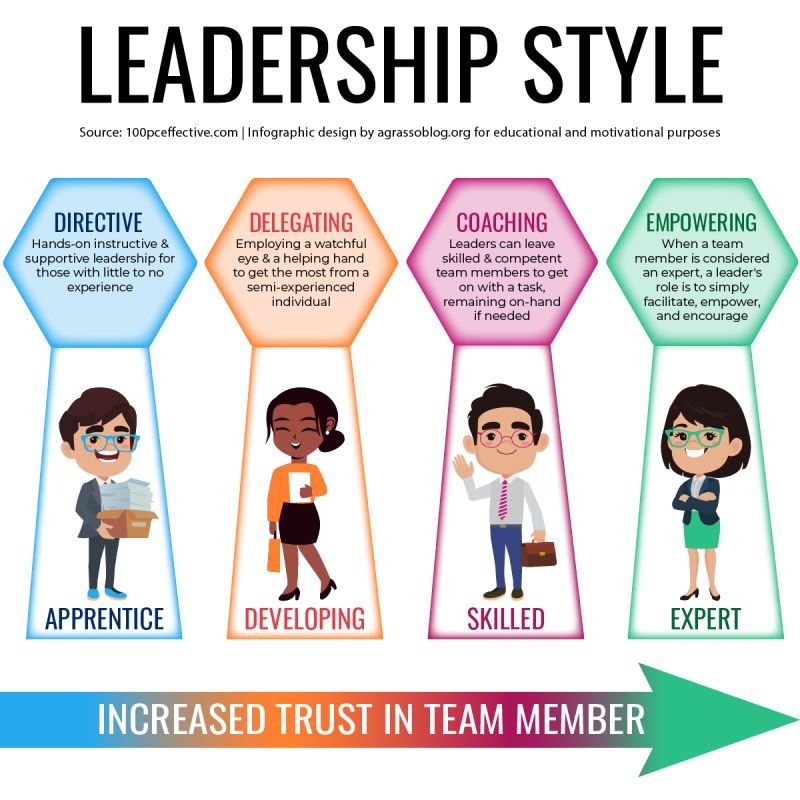 LEADERSHIP STYLE
Source: 100pceffective.com | Infographic design by agrassoblog.org for educational and motivational purposes
DIRECTIVE
Hands-on instructive &
supportive leadership for
those with little to no
experience
DELEGATING
Employing a watchful
eye & a helping hand
to get the most from a
semi-experienced
individual
COACHING
Leaders can leave
skilled & competent
team members to get
on with a task,
remaining on-hand
if needed
EMPOWERING
When a team
member is considered
an expert, a leader's
role is to simply
facilitate, empower,
and encourage
APPRENTICE
DEVELOPING
SKILLED
EXPERT
INCREASED TRUST IN TEAM MEMBER